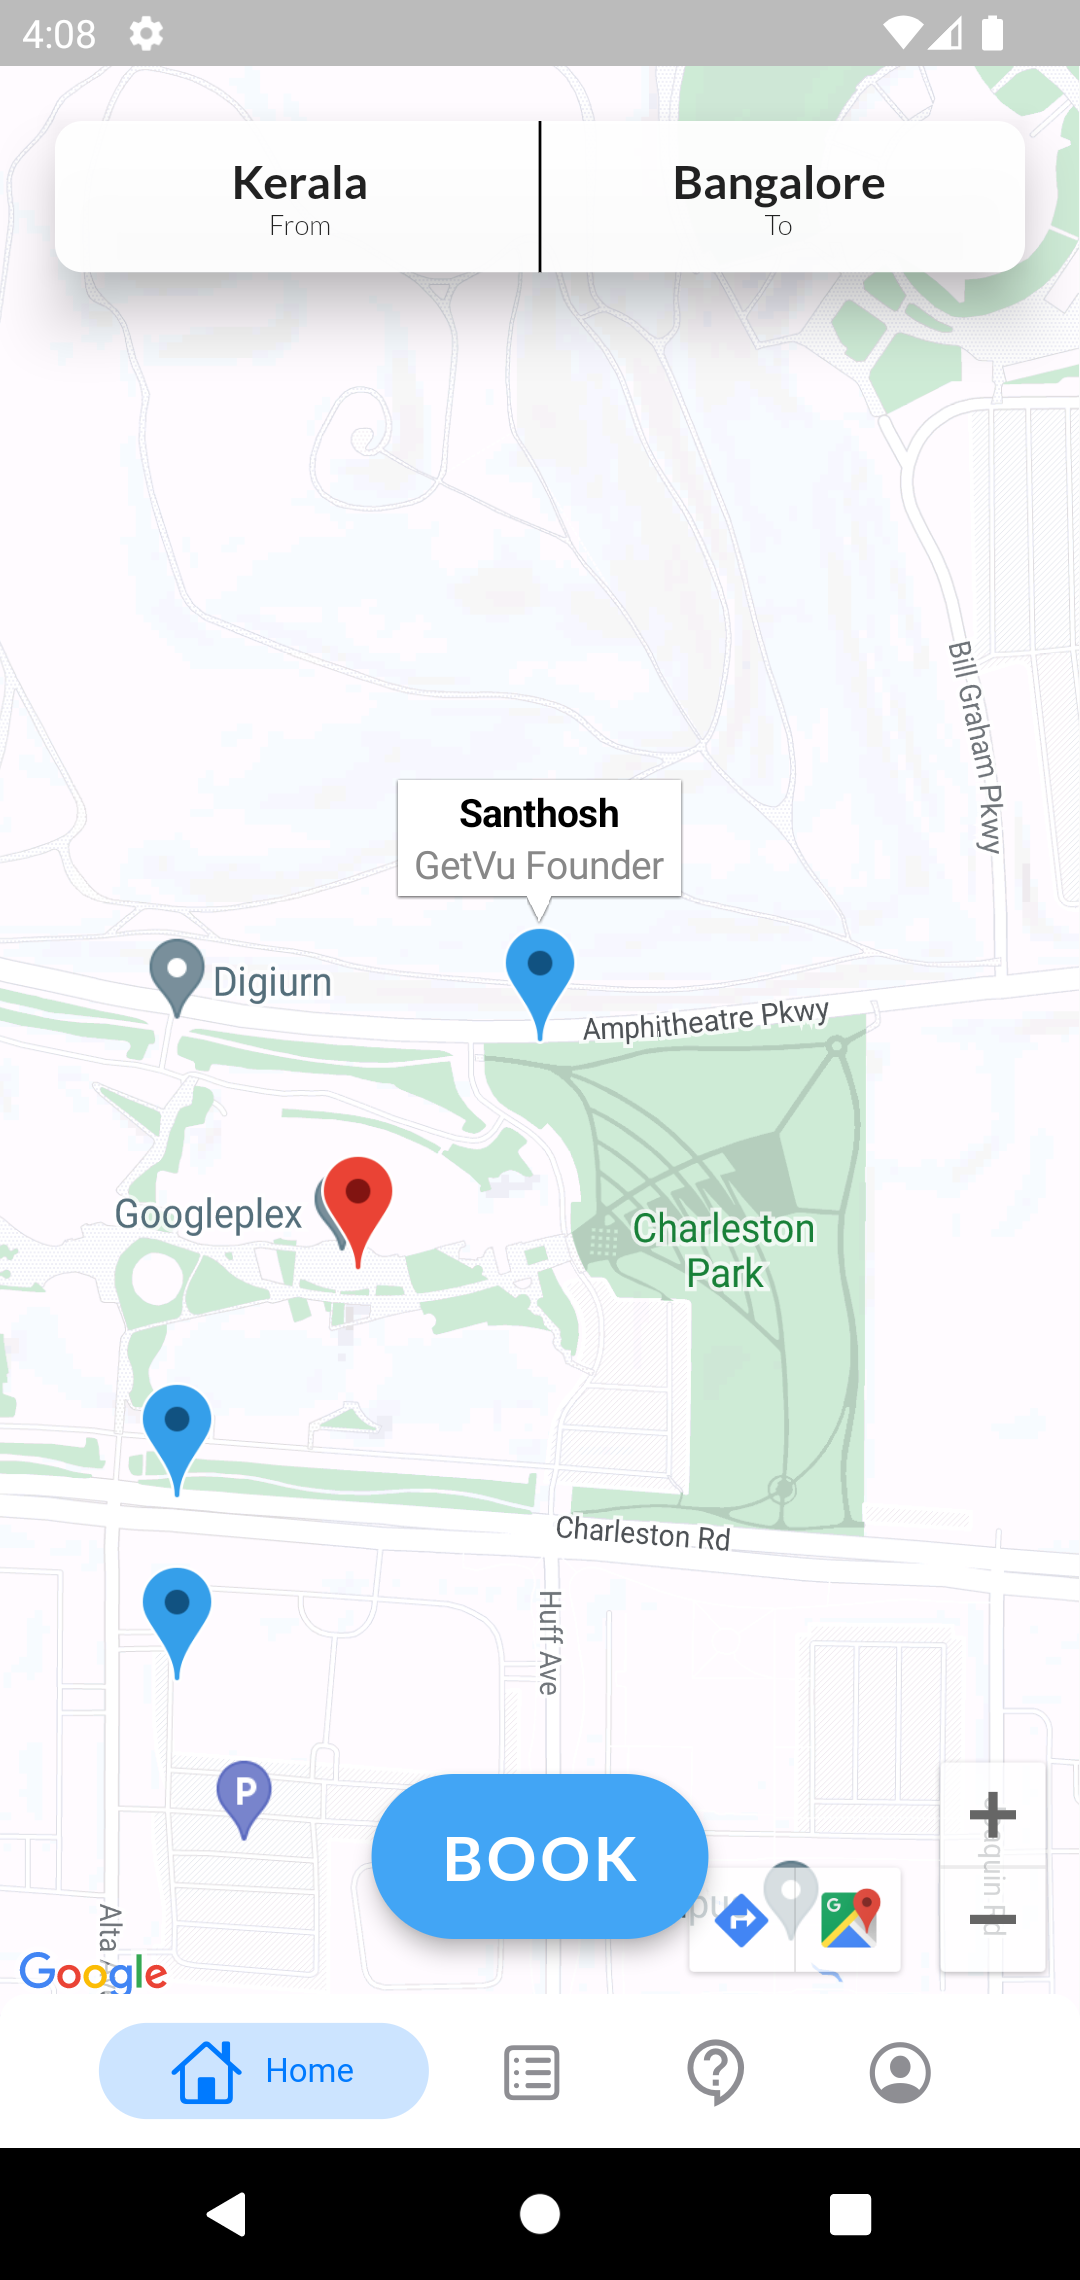 4:08
Kerala
From
Bangalore
To
Bill Graham Pkwy
Santhosh
GetVu Founder
Digiurn
Amphitheatre Pkwy
Googleplex
Charleston
Park
Charleston Rd
Huff Ave
P
BOOK
Alta
Google
G
Home